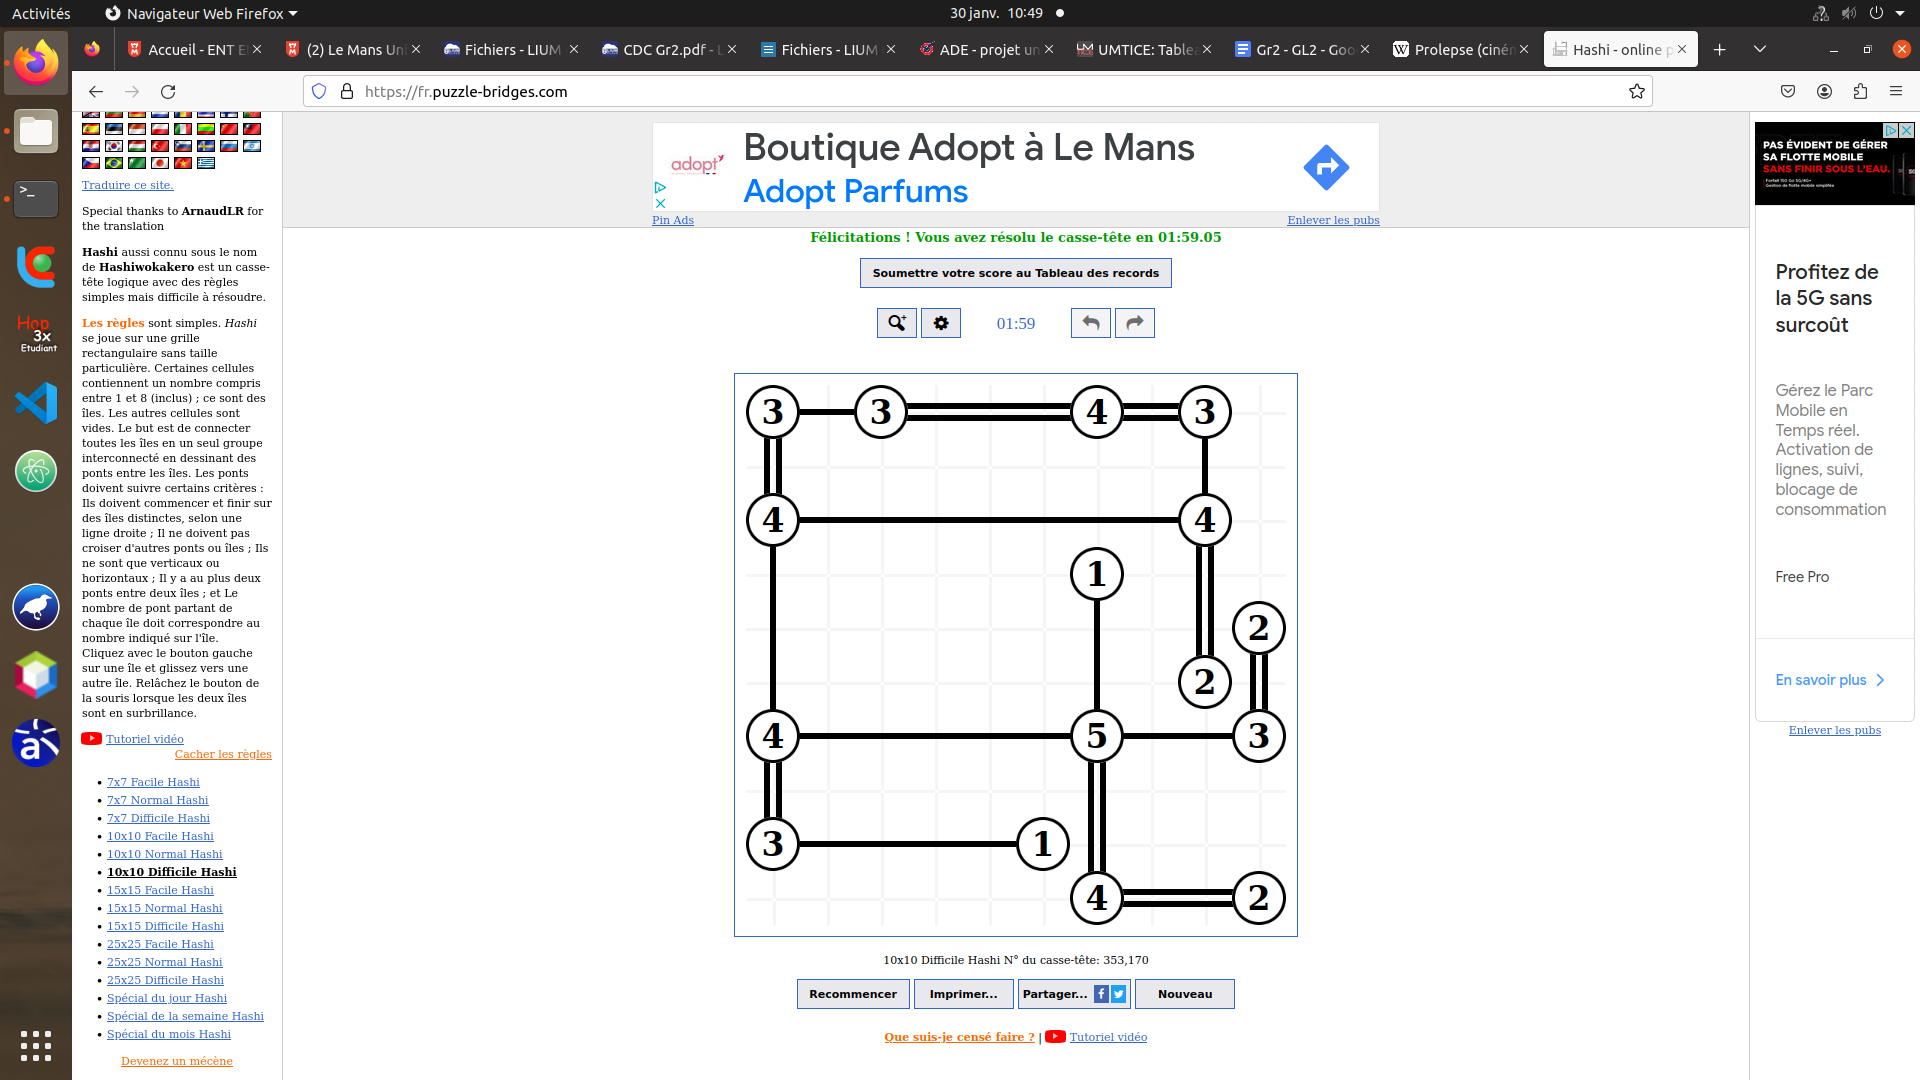 Activités
Navigateur Web Firefox
30 janv. 10:49
Accueil - ENT E
(2) Le Mans Uni
Fichiers - LIUM
CDC Gr2.pdf - L
Fichiers - LIUM
ADE - projet un
UMTICE: Tablea
Gr2 - GL2 - Goo
Prolepse (ciném
Hashi - online p
https://fr.puzzle-bridges.com
Hop
3x
Etudiant
Traduire ce site.
Special thanks to ArnaudLR for
the translation
Hashi aussi connu sous le nom
de Hashiwokakero est un casse-
tête logique avec des règles
simples mais difficile à résoudre.
Les règles sont simples. Hashi
se joue sur une grille
rectangulaire sans taille
particulière. Certaines cellules
contiennent un nombre compris
entre 1 et 8 (inclus) ; ce sont des
îles. Les autres cellules sont
vides. Le but est de connecter
toutes les îles en un seul groupe
interconnecté en dessinant des
ponts entre les îles. Les ponts
doivent suivre certains critères :
Ils doivent commencer et finir sur
des îles distinctes, selon une
ligne droite ; Il ne doivent pas
croiser d'autres ponts ou îles ; Ils
ne sont que verticaux ou
horizontaux ; Il y a au plus deux
ponts entre deux îles ; et Le
nombre de pont partant de
chaque île doit correspondre au
nombre indiqué sur l'île.
Cliquez avec le bouton gauche
sur une île et glissez vers une
autre île. Relâchez le bouton de
la souris lorsque les deux îles
sont en surbrillance.
Tutoriel vidéo
Cacher les règles
7x7 Facile Hashi
7x7 Normal Hashi
7x7 Difficile Hashi
10x10 Facile Hashi
10x10 Normal Hashi
10x10 Difficile Hashi
15x15 Facile Hashi
15x15 Normal Hashi
15x15 Difficile Hashi
25x25 Facile Hashi
25x25 Normal Hashi
25x25 Difficile Hashi
Spécial du jour Hashi
Spécial de la semaine Hashi
Spécial du mois Hashi
Devenez un mécène
adopt
Boutique Adopt à Le Mans
Adopt Parfums
Pin Ads
Enlever les pubs
Félicitations ! Vous avez résolu le casse-tête en 01:59.05
Soumettre votre score au Tableau des records
01:59
3 3 4 3
4 4
1
2
2
4 5 3
3 1
4 2
10x10 Difficile Hashi N° du casse-tête: 353,170
Recommencer
Imprimer...
Partager...
Nouveau
Que suis-je censé faire ? | Tutoriel vidéo
PAS ÉVIDENT DE GÉRER
SA FLOTTE MOBILE
SANS FINIR SOUS L'EAU.
Profitez de
la 5G sans
surcoût
Gérez le Parc
Mobile en
Temps réel.
Activation de
lignes, suivi,
blocage de
consommation
Free Pro
En savoir plus
Enlever les pubs